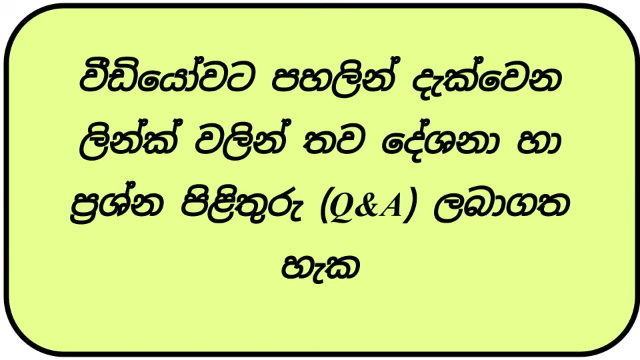 වීඩියෝවට පහලින් දැක්වෙන
ලින්ක් වලින් තව දේශනා හා
ප්‍රශ්න පිළිතුරු (Q&A) ලබාගත
හැක